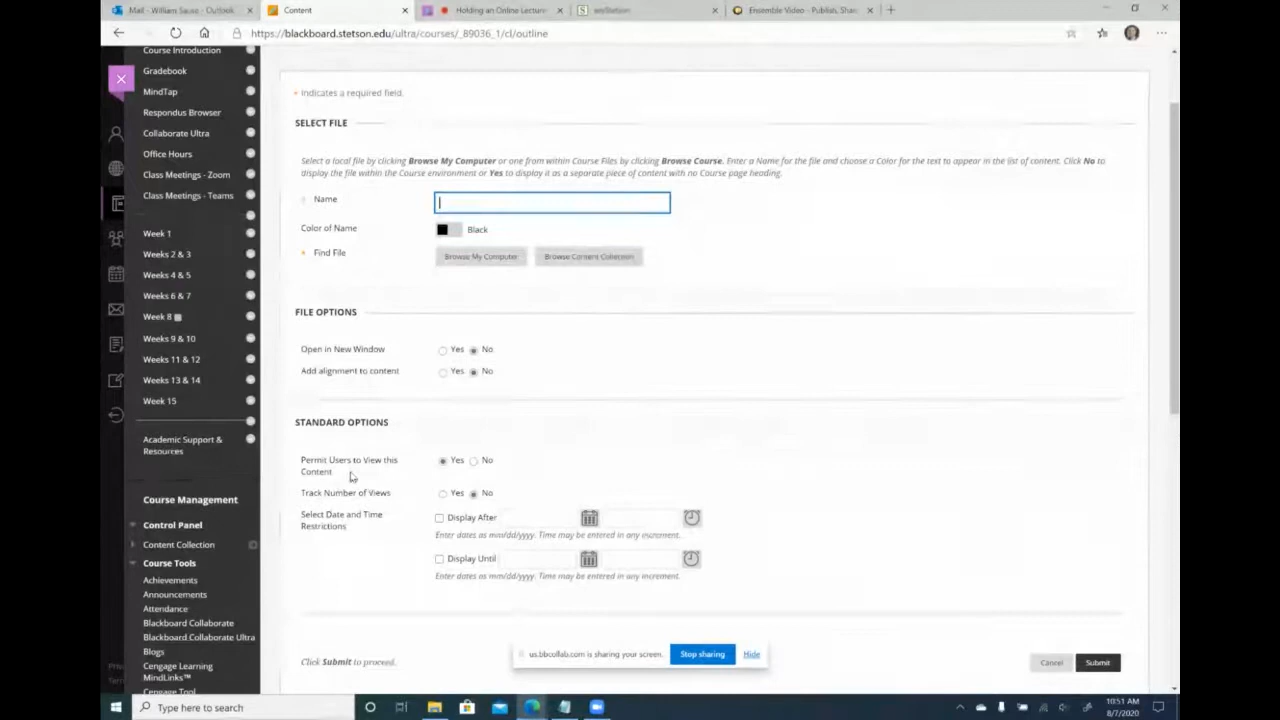 Mail - William Sause - Outlook
Content
Holding an Online Lecture
Ensemble Video - Publish, Shar
https://blackboard.stetson.edu/ultra/courses/_89036_1/cl/outline
Course Introduction
Gradebook
MindTap
Respondus Browser
Collaborate Ultra
Office Hours
Class Meetings - Zoom
Class Meetings - Teams
Week 1
Weeks 2 & 3
Weeks 4 & 5
Weeks 6 & 7
Week 8
Weeks 9 & 10
Weeks 11 & 12
Weeks 13 & 14
Week 15
Academic Support &
Resources
Course Management
Control Panel
Content Collection
Course Tools
Achievements
Announcements
Attendance
Blackboard Collaborate
Blackboard Collaborate Ultra
Blogs
Cengage Learning
MindLinks™
Cengage Tool
Indicates a required field.
SELECT FILE
Select a local file by clicking Browse My Computer or one from within Course Files by clicking Browse Course. Enter a Name for the file and choose a Color for the text to appear in the list of content. Click No to
display the file within the Course environment or Yes to display it as a separate piece of content with no Course page heading.
Name
Color of Name
Black
Find File
Browse My Computer
Browse Content Collection
FILE OPTIONS
Open in New Window
Yes
No
Add alignment to content
Yes
No
STANDARD OPTIONS
Permit Users to View this
Content
Yes
No
Track Number of Views
Yes
No
Select Date and Time
Restrictions
Display After
Enter dates as mm/dd/yyyy. Time may be entered in any increment.
Display Until
Enter dates as mm/dd/yyyy. Time may be entered in any increment.
Click Submit to proceed.
Cancel
Submit
us.bbcollab.com is sharing your screen.
Stop sharing
Hide
Type here to search
10:51 AM
8/7/2020